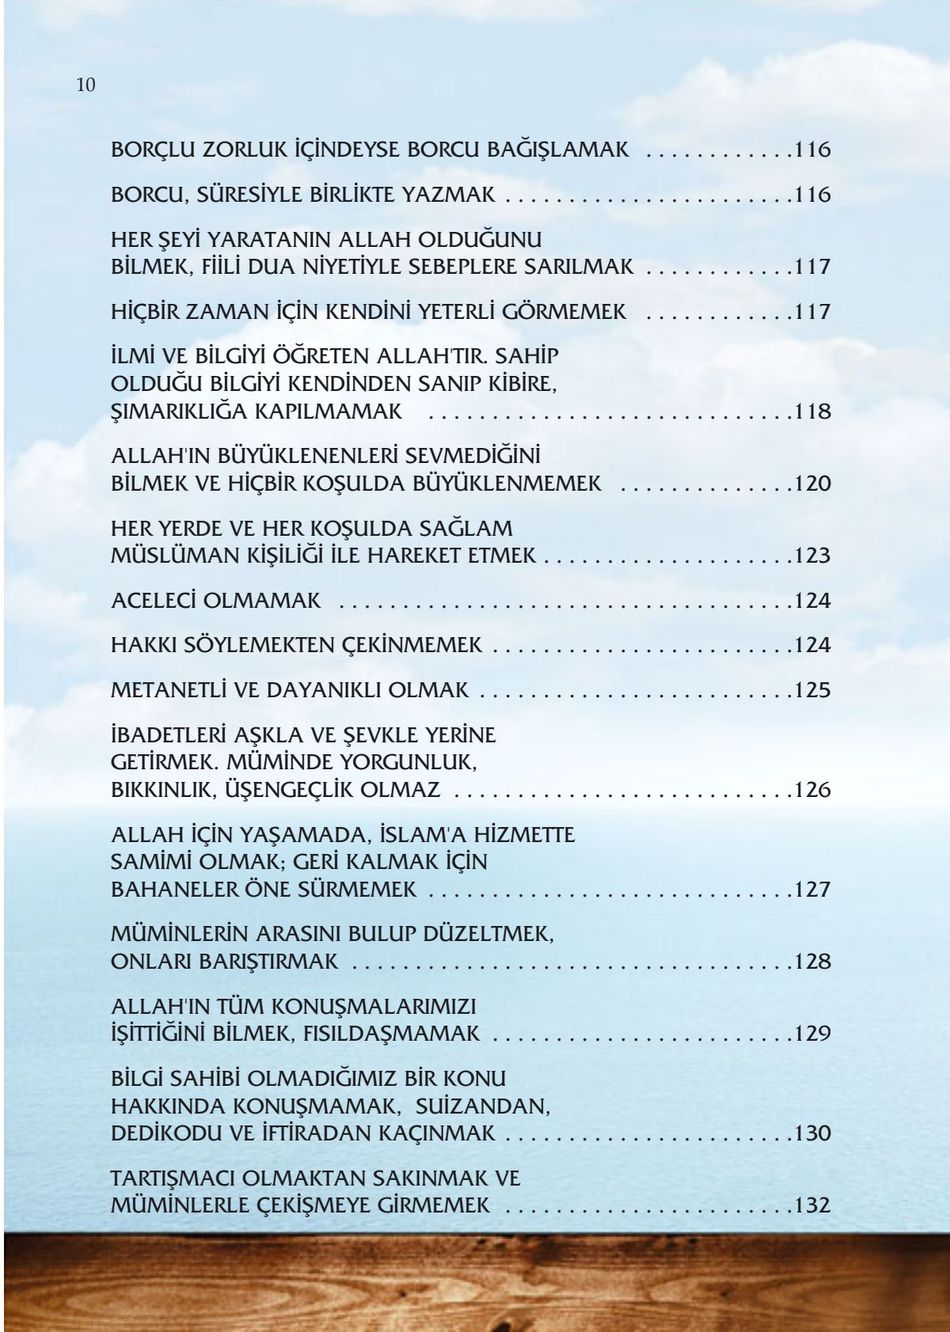 10
BORÇLU ZORLUK İÇİNDEYSE BORCU BAĞIŞLAMAK . . . . . . . . . . . .116
BORCU, SÜRESİYLE BİRLİKTE YAZMAK . . . . . . . . . . . . . . . . . . . . . . .116
HER ŞEYİ YARATANIN ALLAH OLDUĞUNU
BİLMEK, FİİLİ DUA NİYETİYLE SEBEPLERE SARILMAK . . . . . . . . . . . .117
HİÇBİR ZAMAN İÇİN KENDİNİ YETERLİ GÖRMEMEK . . . . . . . . . . . .117
İLMİ VE BİLGİYİ ÖĞRETEN ALLAH'TIR. SAHİP
OLDUĞU BİLGİYİ KENDİNDEN SANIP KİBİRE,
ŞIMARIKLIĞA KAPILMAMAK . . . . . . . . . . . . . . . . . . . . . . . . . . . . .118
ALLAH'IN BÜYÜKLENENLERİ SEVMEDİĞİNİ
BİLMEK VE HİÇBİR KOŞULDA BÜYÜKLENMEMEK . . . . . . . . . . . . . .120
HER YERDE VE HER KOŞULDA SAĞLAM
MÜSLÜMAN KİŞİLİĞİ İLE HAREKET ETMEK . . . . . . . . . . . . . . . . . . . .123
ACELECİ OLMAMAK . . . . . . . . . . . . . . . . . . . . . . . . . . . . . . . . . . . .124
HAKKI SÖYLEMEKTEN ÇEKİNMEMEK . . . . . . . . . . . . . . . . . . . . . . . .124
METANETLİ VE DAYANIKLI OLMAK . . . . . . . . . . . . . . . . . . . . . . . . .125
İBADETLERİ AŞKLA VE ŞEVKLE YERİNE
GETİRMEK. MÜMİNDE YORGUNLUK,
BIKKINLIK, ÜŞENGEÇLİK OLMAZ . . . . . . . . . . . . . . . . . . . . . . . . . . .126
ALLAH İÇİN YAŞAMADA, İSLAM'A HİZMETTE
SAMİMİ OLMAK; GERİ KALMAK İÇİN
BAHANELER ÖNE SÜRMEMEK . . . . . . . . . . . . . . . . . . . . . . . . . . . . .127
MÜMİNLERİN ARASINI BULUP DÜZELTMEK,
ONLARI BARIŞTIRMAK . . . . . . . . . . . . . . . . . . . . . . . . . . . . . . . . . . .128
ALLAH'IN TÜM KONUŞMALARIMIZI
İŞİTTİĞİNİ BİLMEK, FISILDAŞMAMAK . . . . . . . . . . . . . . . . . . . . . . . .129
BİLGİ SAHİBİ OLMADIĞIMIZ BİR KONU
HAKKINDA KONUŞMAMAK, SUİZANDAN,
DEDİKODU VE İFTİRADAN KAÇINMAK . . . . . . . . . . . . . . . . . . . . . . .130
TARTIŞMACI OLMAKTAN SAKINMAK VE
MÜMİNLERLE ÇEKİŞMEYE GİRMEMEK . . . . . . . . . . . . . . . . . . . . . . .132